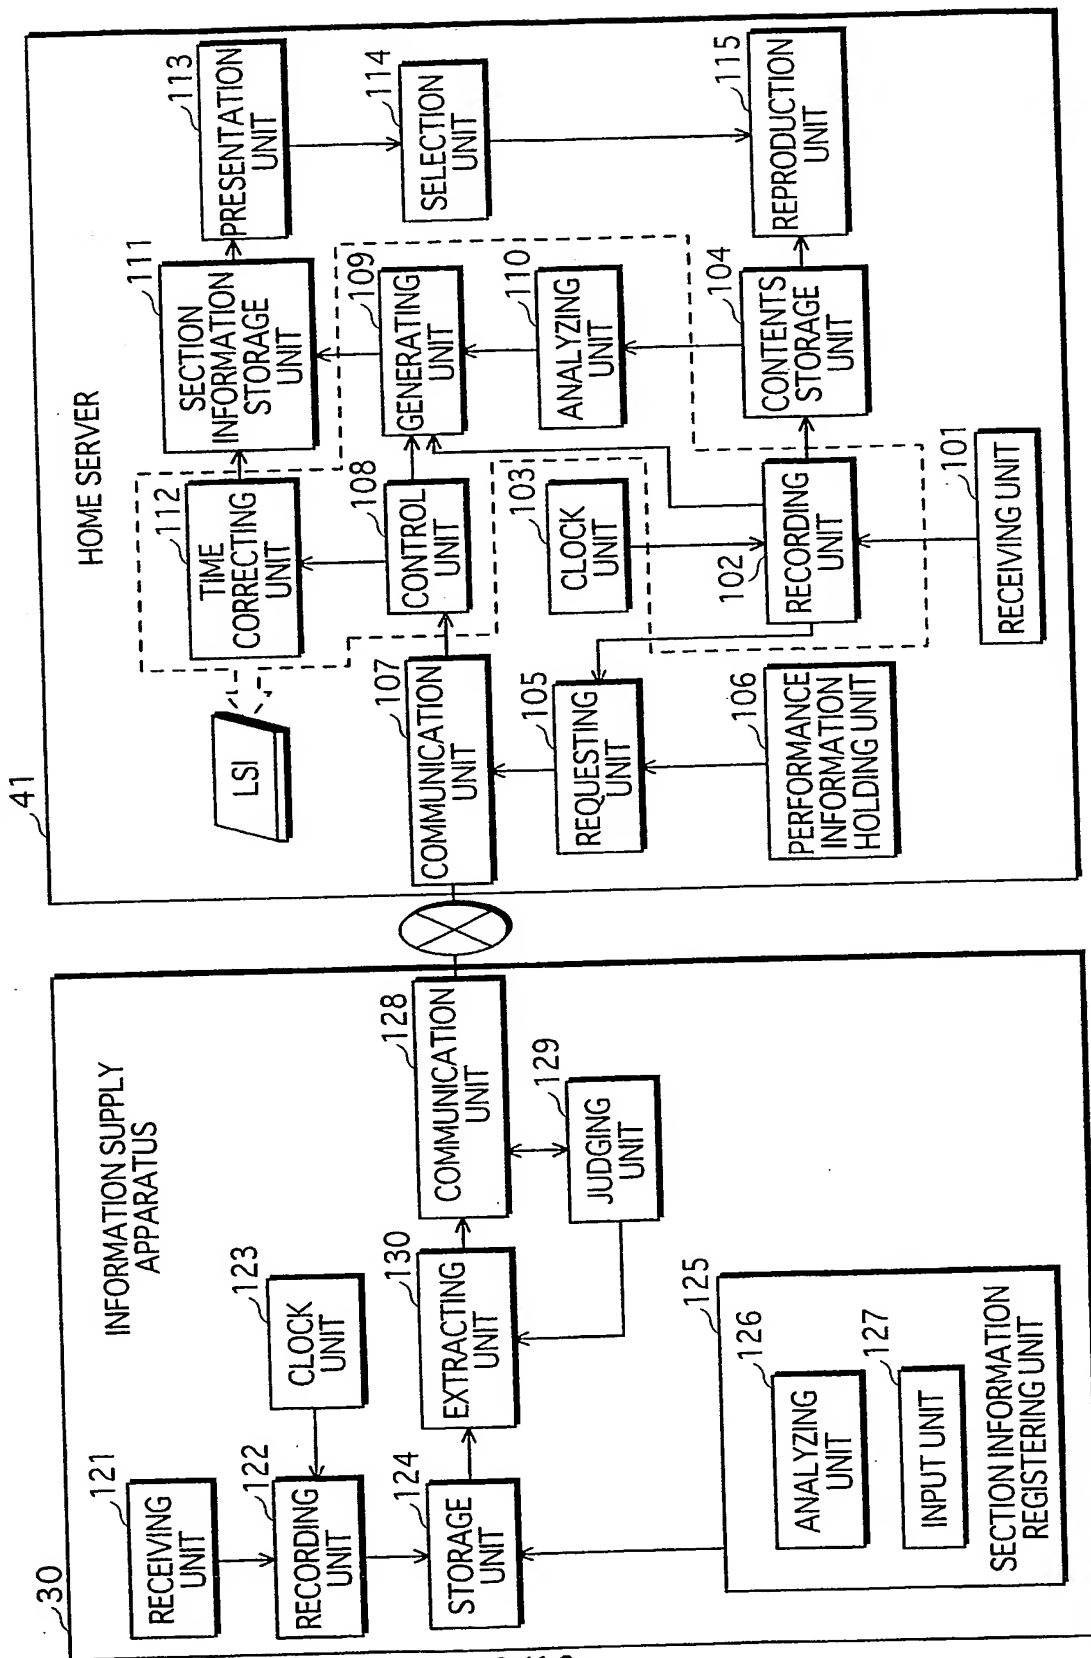 30
INFORMATION SUPPLY
APPARATUS
121
RECEIVING
UNIT
122
RECORDING
UNIT
123
CLOCK
UNIT
124
STORAGE
UNIT
130
EXTRACTING
UNIT
128
COMMUNICATION
UNIT
129
JUDGING
UNIT
125
126
ANALYZING
UNIT
127
INPUT UNIT
SECTION INFORMATION
REGISTERING UNIT
41
HOME SERVER
LSI
112
TIME
CORRECTING
UNIT
111
SECTION
INFORMATION
STORAGE
UNIT
113
PRESENTATION
UNIT
107
COMMUNICATION
UNIT
108
CONTROL
UNIT
109
GENERATING
UNIT
114
SELECTION
UNIT
105
REQUESTING
UNIT
103
CLOCK
UNIT
110
ANALYZING
UNIT
106
PERFORMANCE
INFORMATION
HOLDING UNIT
102
RECORDING
UNIT
104
CONTENTS
STORAGE
UNIT
115
REPRODUCTION
UNIT
101
RECEIVING UNIT